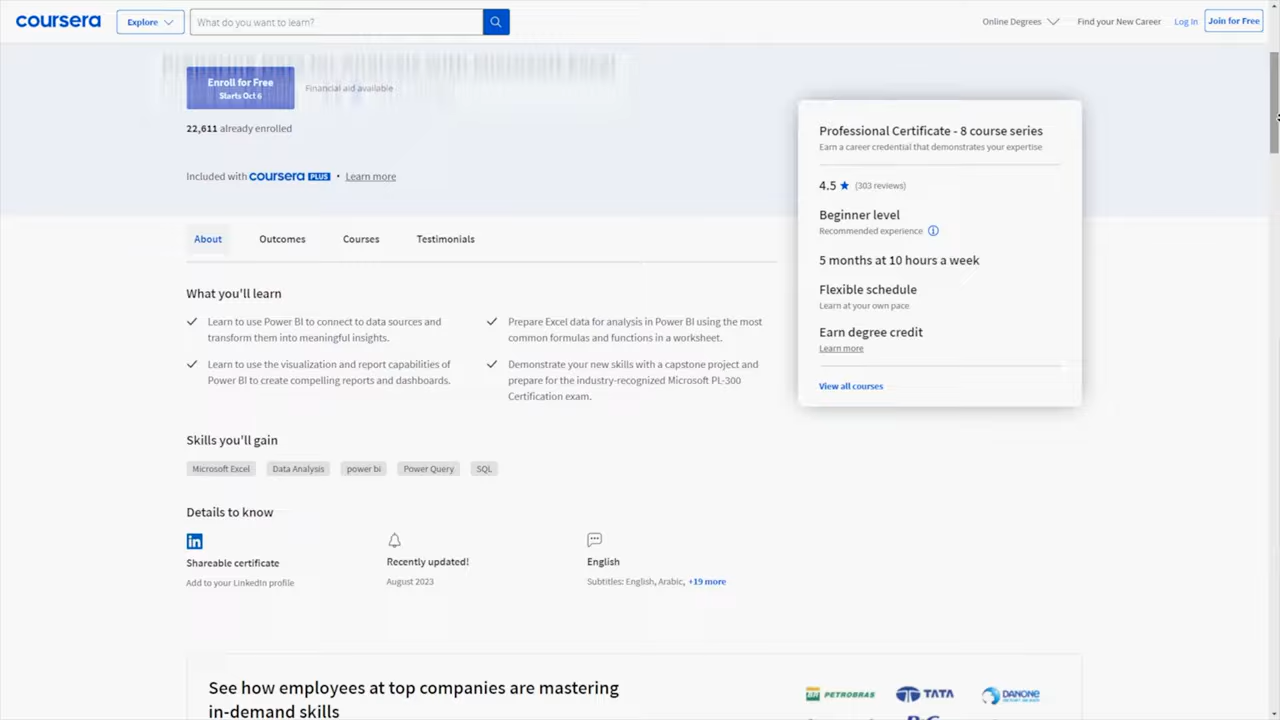 coursera
Explore
What do you want to learn?
Online Degrees
Find your New Career
Log In
Join for Free
Enroll for Free
Starts Oct 6
Financial aid available
22,611 already enrolled
Included with coursera PLUS • Learn more
Professional Certificate - 8 course series
Earn a career credential that demonstrates your expertise
4.5 ★ (303 reviews)
Beginner level
Recommended experience
5 months at 10 hours a week
Flexible schedule
Learn at your own pace
Earn degree credit
Learn more
View all courses
About
Outcomes
Courses
Testimonials
What you'll learn
Learn to use Power BI to connect to data sources and
transform them into meaningful insights.
Prepare Excel data for analysis in Power BI using the most
common formulas and functions in a worksheet.
Learn to use the visualization and report capabilities of
Power BI to create compelling reports and dashboards.
Demonstrate your new skills with a capstone project and
prepare for the industry-recognized Microsoft PL-300
Certification exam.
Skills you'll gain
Microsoft Excel
Data Analysis
power bi
Power Query
SQL
Details to know
in
Shareable certificate
Add to your LinkedIn profile
Recently updated!
August 2023
English
Subtitles: English, Arabic, +19 more
See how employees at top companies are mastering
in-demand skills
PETROBRAS
TATA
DANONE